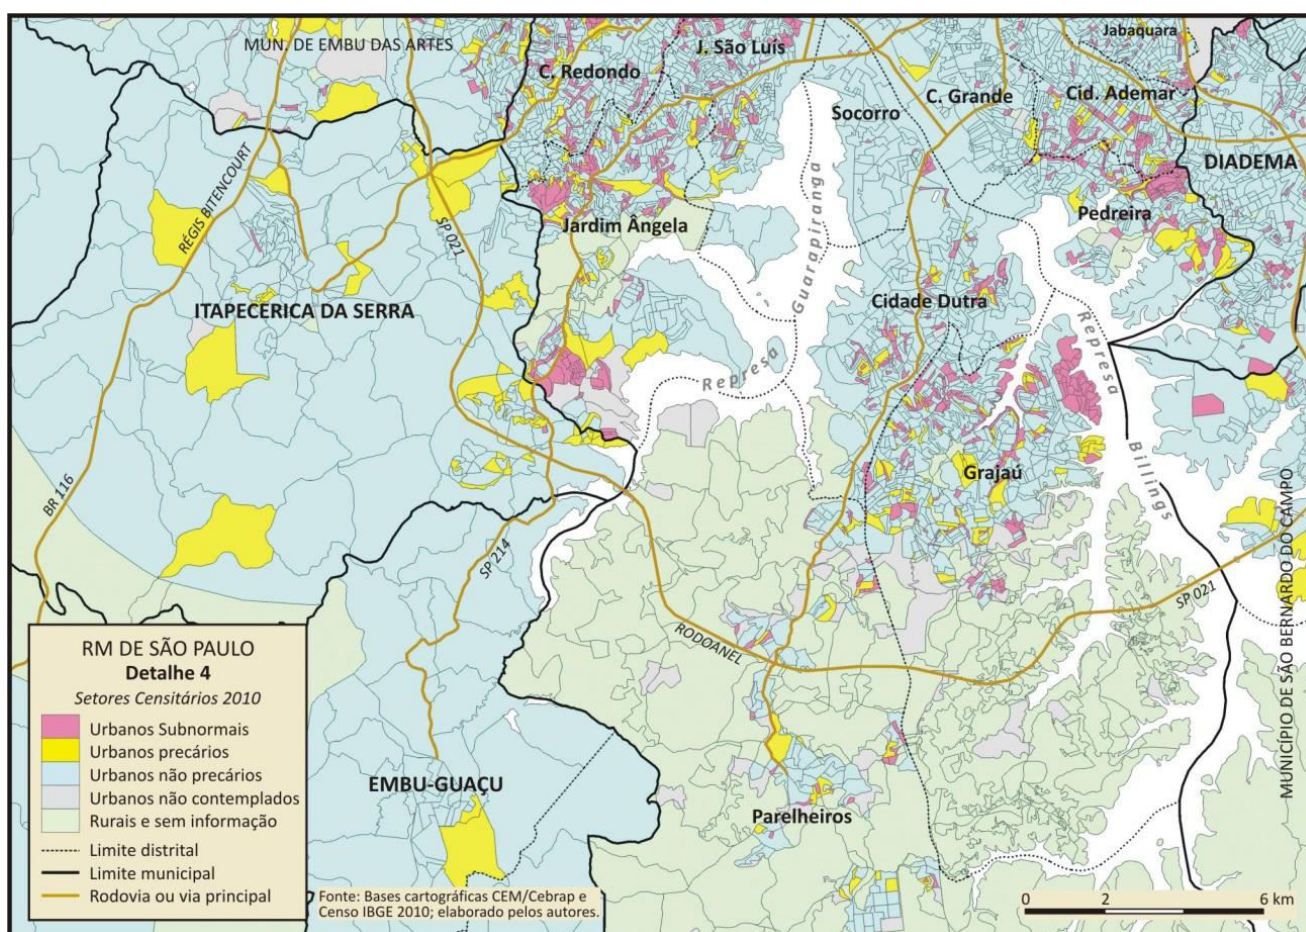 MUN. DE EMBU DAS ARTES
J. São Luís
Jabaquara
C. Redondo
Socorro
C. Grande
Cid. Ademar
DIADEMA
RÉGIS BITENCOURT
SP 021
Jardim Ângela
Guarapiranga
Pedreira
ITAPECERICA DA SERRA
Cidade Dutra
Represa
Represa
Grajaú
Billings
BR 116
SP 214
MUNICÍPIO DE SÃO BERNARDO DO CAMPO
SP 021
RODOANEL
RM DE SÃO PAULO
Detalhe 4
Setores Censitários 2010
Urbanos Subnormais
Urbanos precários
Urbanos não precários
Urbanos não contemplados
Rurais e sem informação
Limite distrital
Limite municipal
Rodovia ou via principal
EMBU-GUAÇU
Parelheiros
Fonte: Bases cartográficas CEM/Cebrap e
Censo IBGE 2010; elaborado pelos autores.
0 2 6 km